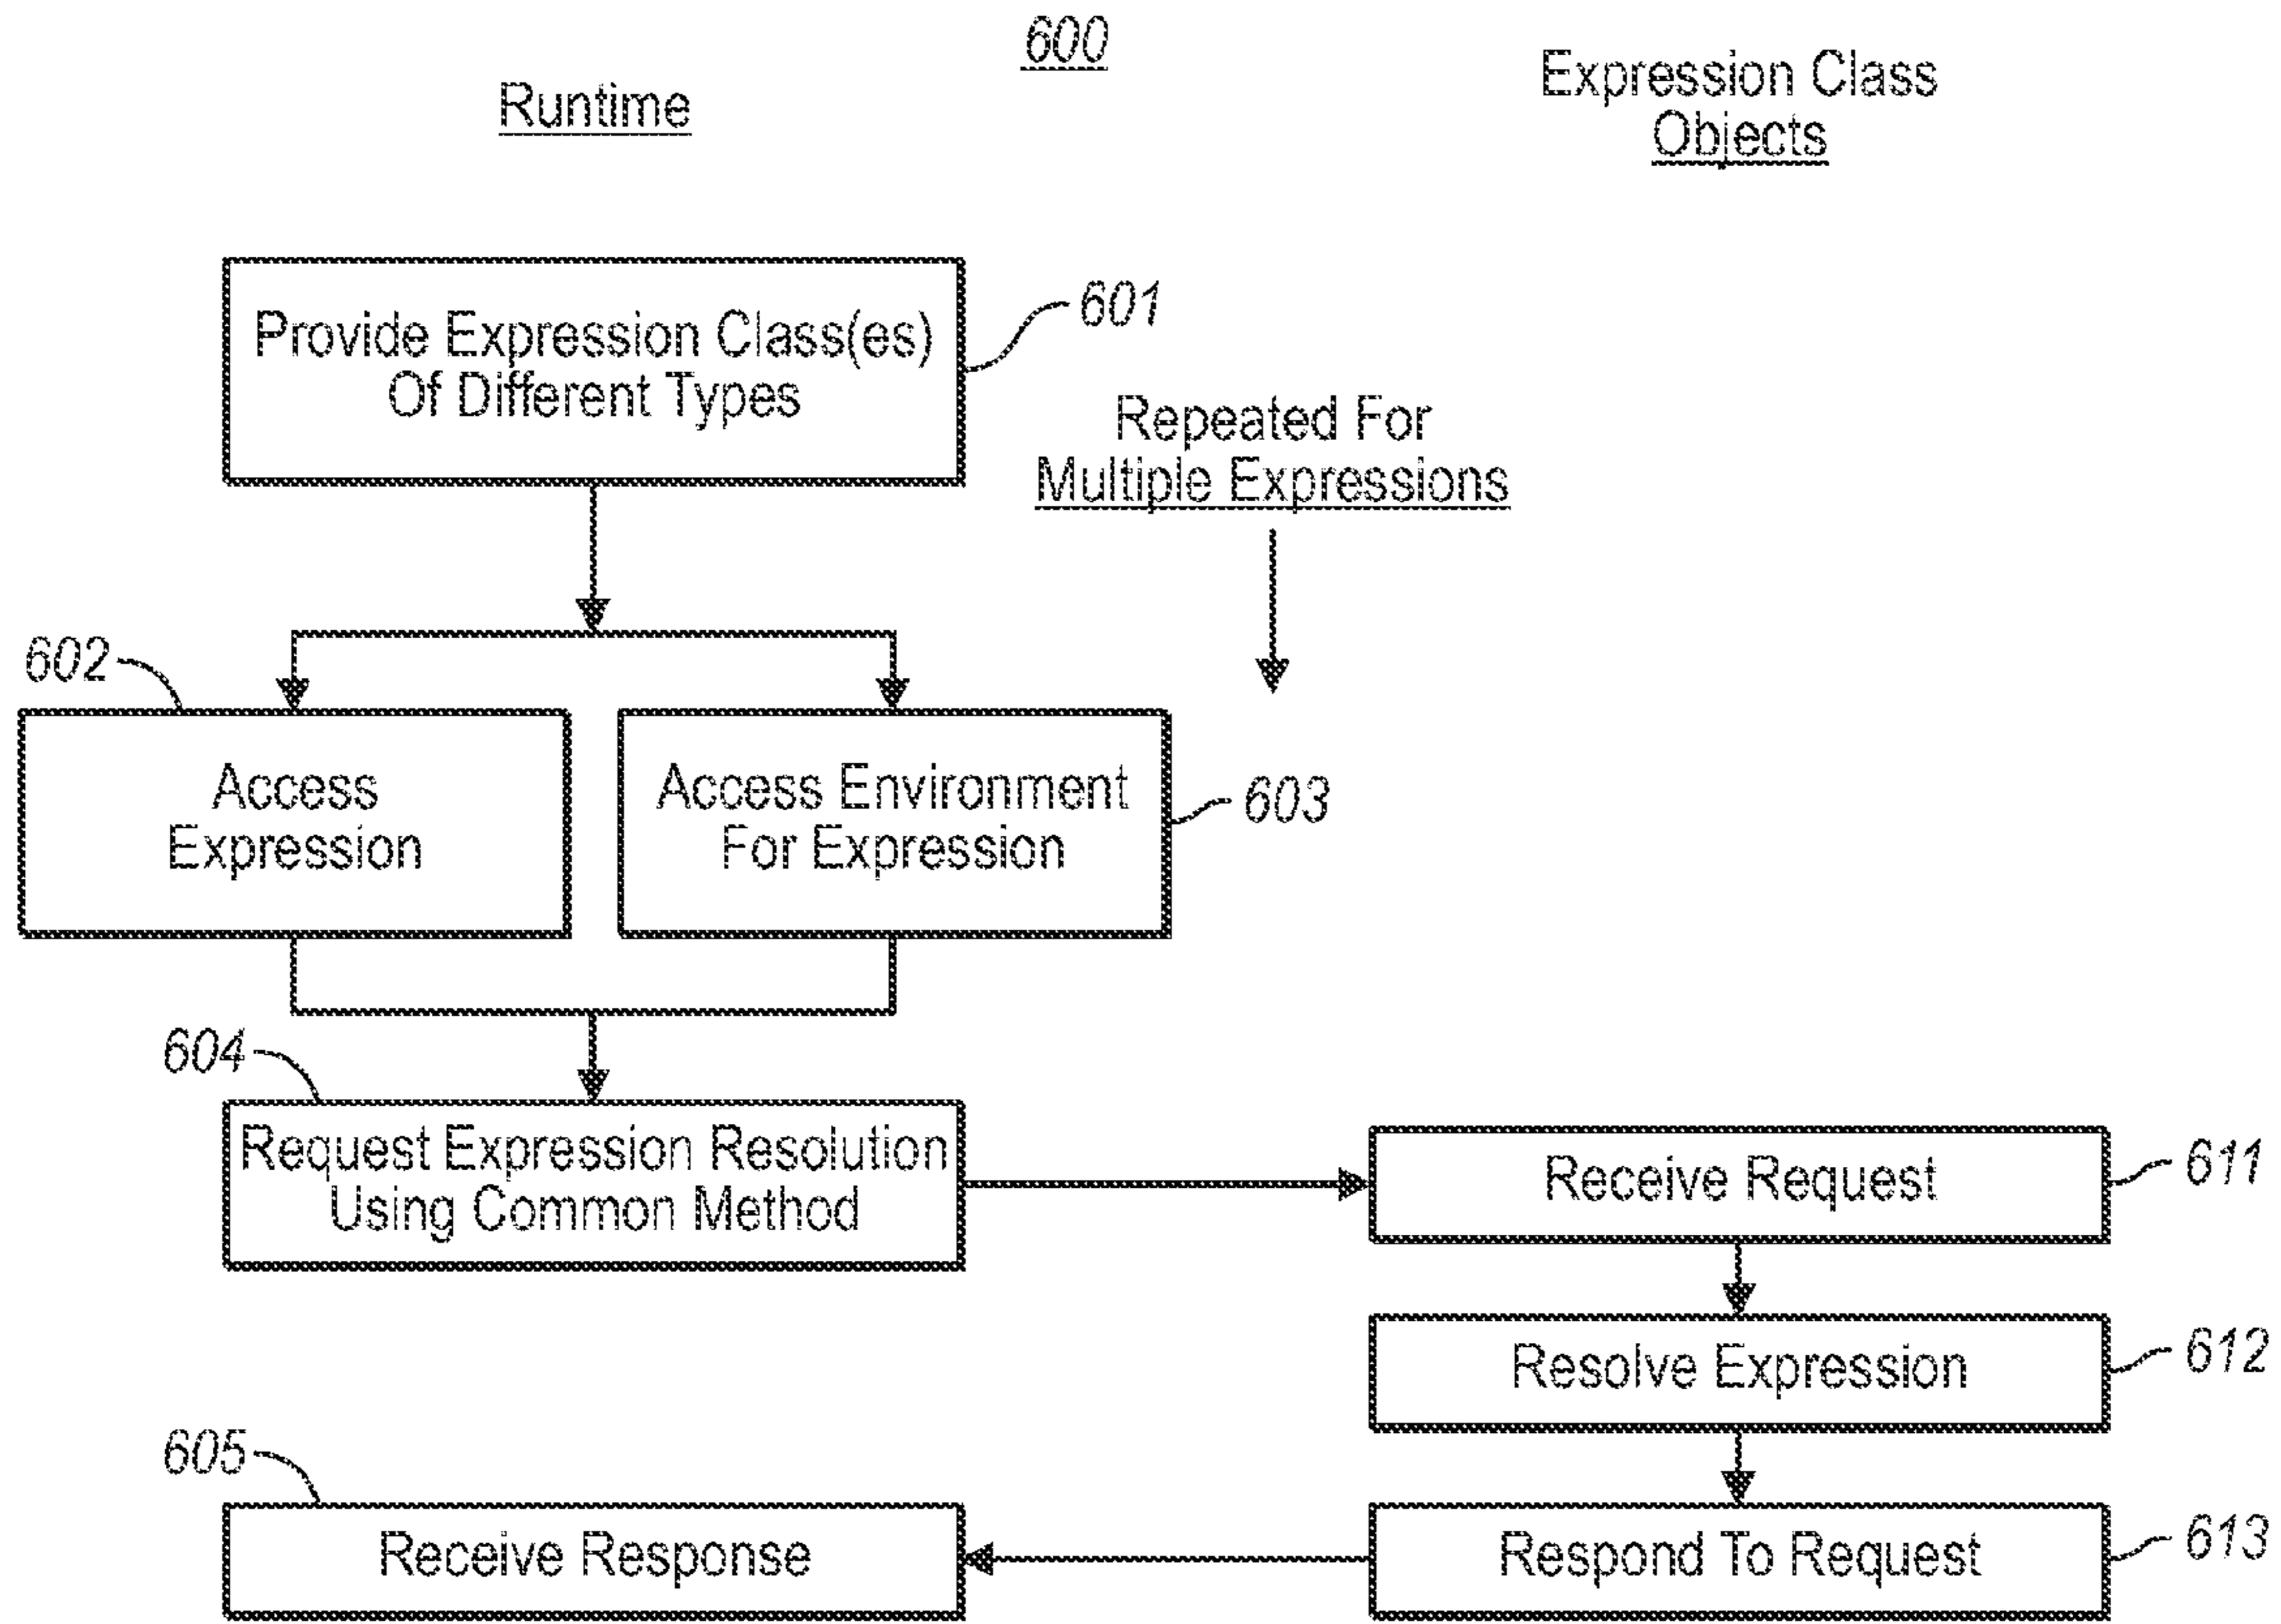 600
Runtime
Expression Class
Objects
Provide Expression Class(es)
Of Different Types
601
Repeated For
Multiple Expressions
602
Access
Expression
Access Environment
For Expression
603
604
Request Expression Resolution
Using Common Method
Receive Request
611
Resolve Expression
612
605
Receive Response
Respond To Request
613